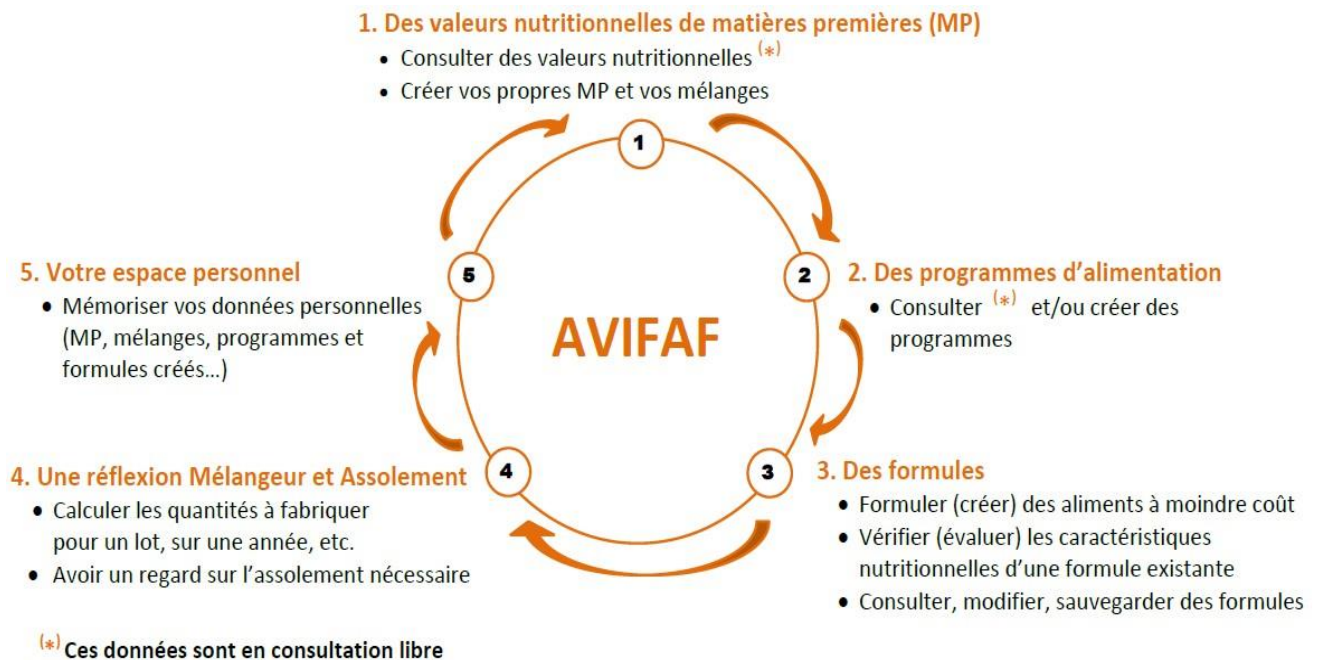 1. Des valeurs nutritionnelles de matières premières (MP)
• Consulter des valeurs nutritionnelles (*)
• Créer vos propres MP et vos mélanges
1
2
3
4
5
AVIFAF
2. Des programmes d’alimentation
• Consulter (*) et/ou créer des
programmes
3. Des formules
• Formuler (créer) des aliments à moindre coût
• Vérifier (évaluer) les caractéristiques
nutritionnelles d’une formule existante
• Consulter, modifier, sauvegarder des formules
4. Une réflexion Mélangeur et Assolement
• Calculer les quantités à fabriquer
pour un lot, sur une année, etc.
• Avoir un regard sur l’assolement nécessaire
5. Votre espace personnel
• Mémoriser vos données personnelles
(MP, mélanges, programmes et
formules créés…)
(*) Ces données sont en consultation libre